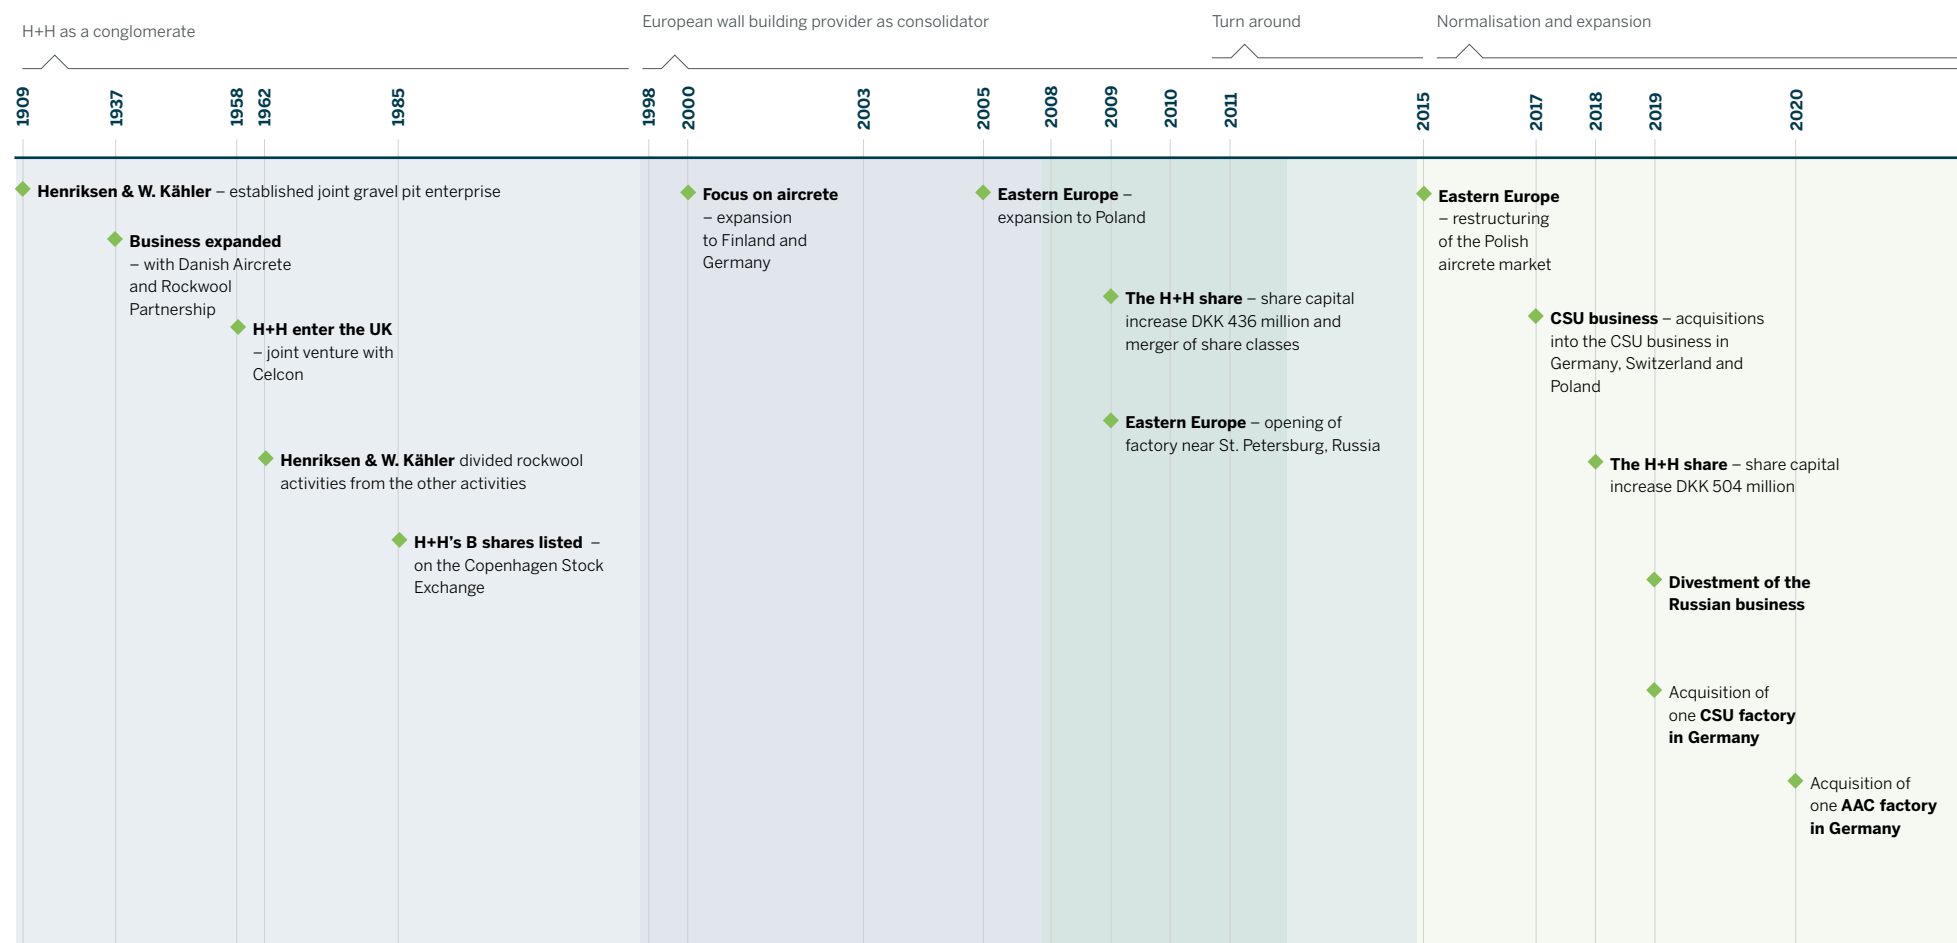 H+H as a conglomerate
European wall building provider as consolidator
Turn around
Normalisation and expansion
1909
1937
1958
1962
1985
1998
2000
2003
2005
2008
2009
2010
2011
2015
2017
2018
2019
2020
Henriksen & W. Kähler – established joint gravel pit enterprise
Business expanded
– with Danish Aircrete
and Rockwool
Partnership
H+H enter the UK
– joint venture with
Celcon
Henriksen & W. Kähler divided rockwool
activities from the other activities
H+H’s B shares listed –
on the Copenhagen Stock
Exchange
Focus on aircrete
– expansion
to Finland and
Germany
Eastern Europe –
expansion to Poland
The H+H share – share capital
increase DKK 436 million and
merger of share classes
Eastern Europe – opening of
factory near St. Petersburg, Russia
Eastern Europe
– restructuring
of the Polish
aircrete market
CSU business – acquisitions
into the CSU business in
Germany, Switzerland and
Poland
The H+H share – share capital
increase DKK 504 million
Divestment of the
Russian business
Acquisition of
one CSU factory
in Germany
Acquisition of
one AAC factory
in Germany